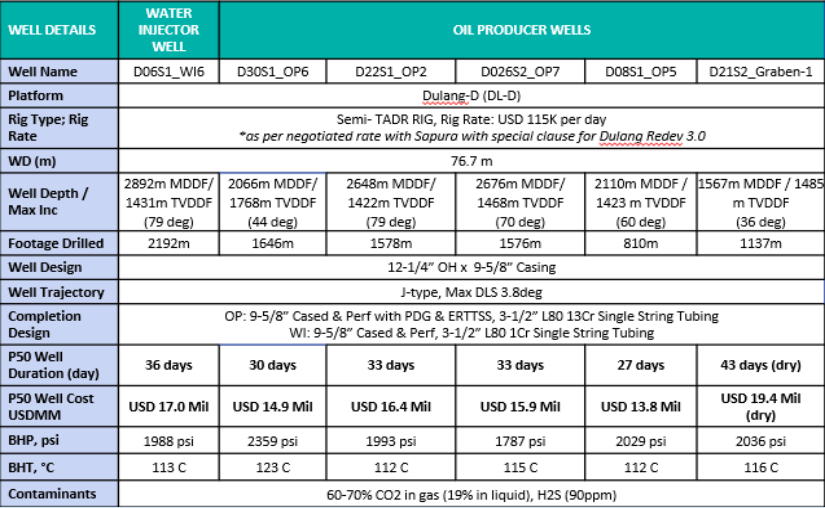 WELL DETAILS
WATER
INJECTOR
WELL
OIL PRODUCER WELLS
Well Name D06S1_WI6 D30S1_OP6 D22S1_OP2 D026S2_OP7 D08S1_OP5 D21S2_Graben-1
Platform Dulang-D (DL-D)
Rig Type; Rig
Rate
Semi- TADR RIG, Rig Rate: USD 115K per day
*as per negotiated rate with Sapura with special clause for Dulang Redev 3.0
WD (m) 76.7 m
Well Depth /
Max Inc
2892m MDDF/
1431m TVDDF
(79 deg)
2066m MDDF/
1768m TVDDF
(44 deg)
2648m MDDF/
1422m TVDDF
(79 deg)
2676m MDDF/
1468m TVDDF
(70 deg)
2110m MDDF /
1423 m TVDDF
(60 deg)
1567m MDDF / 1485
m TVDDF
(36 deg)
Footage Drilled 2192m 1646m 1578m 1576m 810m 1137m
Well Design 12-1/4” OH x 9-5/8” Casing
Well Trajectory J-type, Max DLS 3.8deg
Completion
Design
OP: 9-5/8” Cased & Perf with PDG & ERTTSS, 3-1/2” L80 13Cr Single String Tubing
WI: 9-5/8” Cased & Perf, 3-1/2” L80 1Cr Single String Tubing
P50 Well
Duration (day)
36 days 30 days 33 days 33 days 27 days 43 days (dry)
P50 Well Cost
USDMM
USD 17.0 Mil USD 14.9 Mil USD 16.4 Mil USD 15.9 Mil USD 13.8 Mil
USD 19.4 Mil
(dry)
BHP, psi 1988 psi 2359 psi 1993 psi 1787 psi 2029 psi 2036 psi
BHT, °C 113 C 123 C 112 C 115 C 112 C 116 C
Contaminants 60-70% CO2 in gas (19% in liquid), H2S (90ppm)